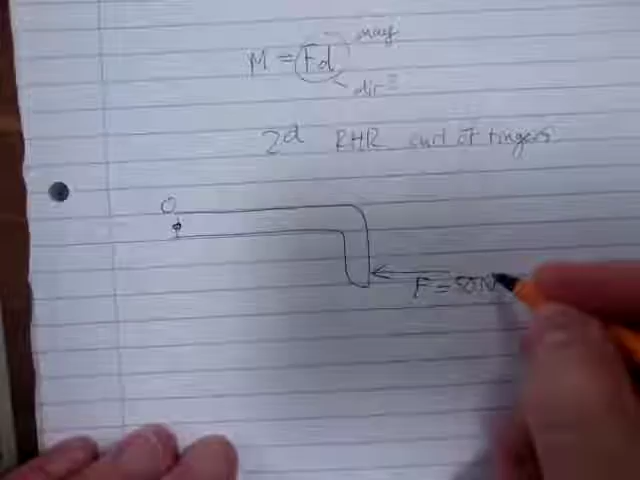 M = Fd
mag
dir
2d RHR curl of fingers
O
F = 50N